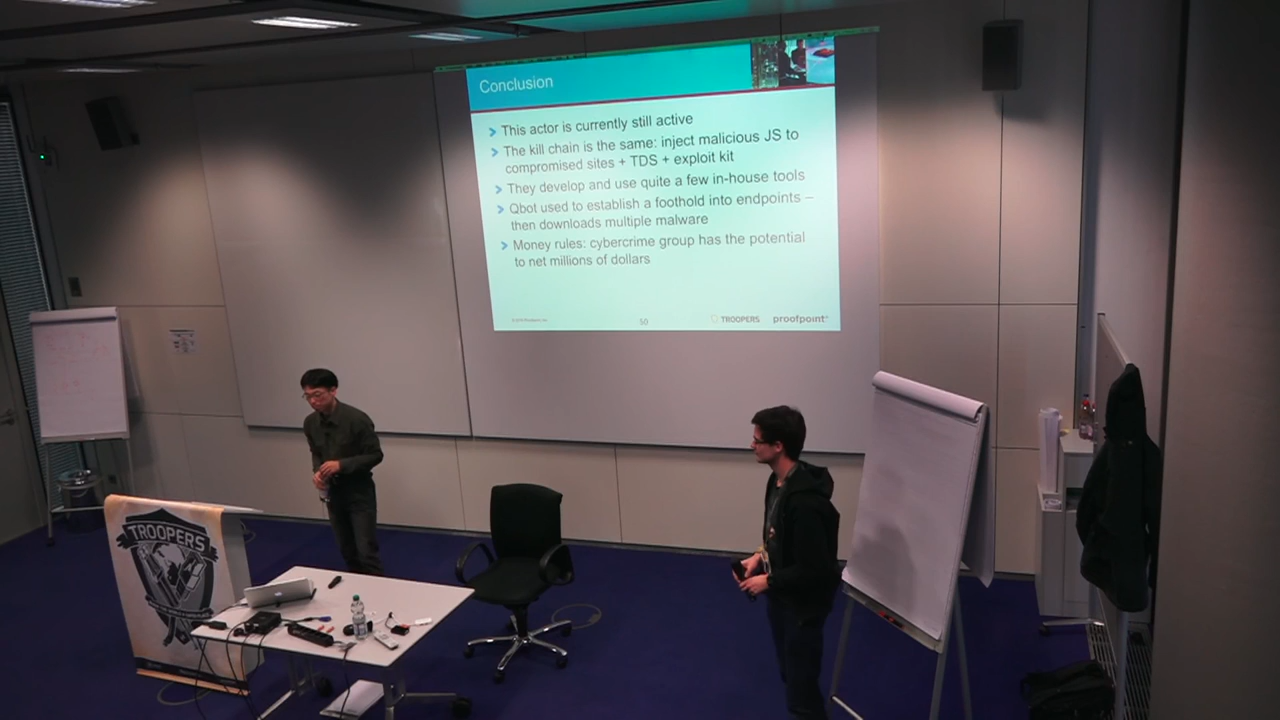 Conclusion
This actor is currently still active
The kill chain is the same: inject malicious JS to
compromised sites + TDS + exploit kit
They develop and use quite a few in-house tools
Qbot used to establish a foothold into endpoints –
then downloads multiple malware
Money rules: cybercrime group has the potential
to net millions of dollars
50
TROOPERS
proofpoint
TROOPERS